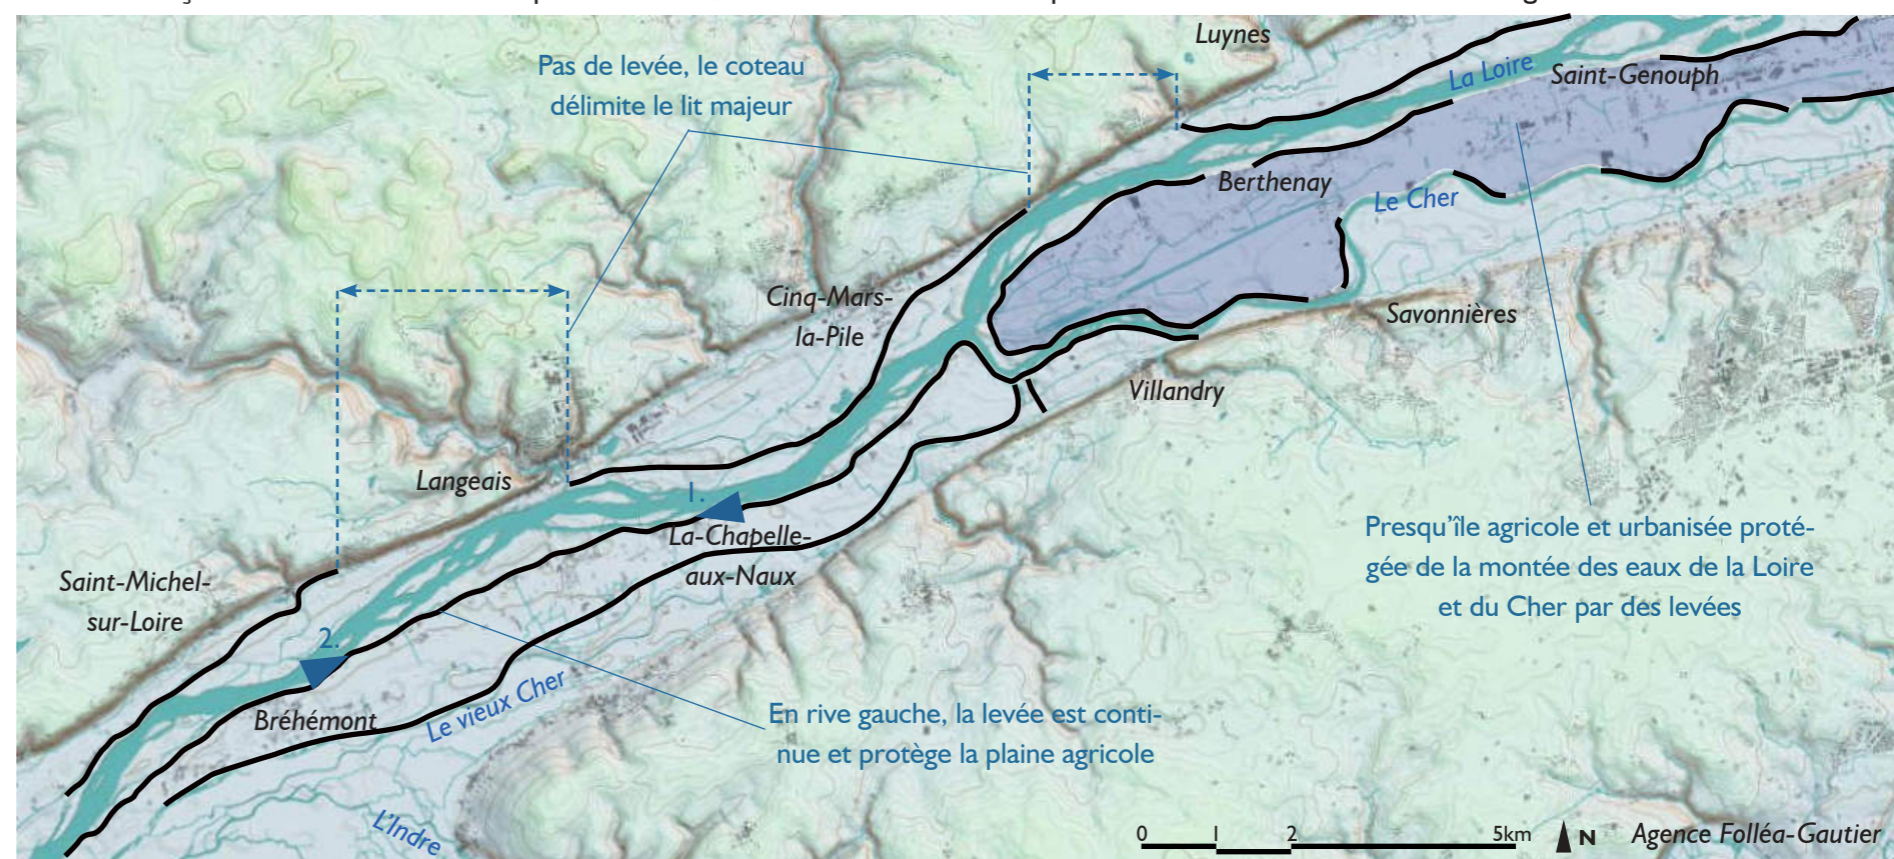 Luynes
Pas de levée, le coteau
délimite le lit majeur
La Loire
Saint-Genouph
Berthenay
Le Cher
Cinq-Mars-
la-Pile
Savonnières
Villandry
Langeais
1.
La-Chapelle-
aux-Naux
Presqu'île agricole et urbanisée proté-
gée de la montée des eaux de la Loire
et du Cher par des levées
Saint-Michel-
sur-Loire
2.
Bréhémont
Le vieux Cher
En rive gauche, la levée est conti-
nue et protège la plaine agricole
L'Indre
0 1 2 5km N Agence Folléa-Gautier